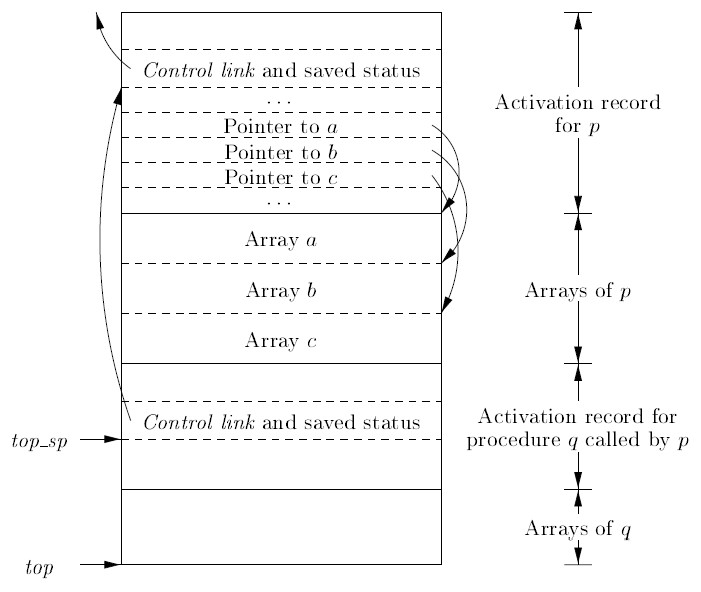 Control link and saved status
...
Activation record
for p
Pointer to a
Pointer to b
Pointer to c
...
Array a
Array b
Arrays of p
Array c
Control link and saved status
Activation record for
procedure q called by p
top_sp
Arrays of q
top